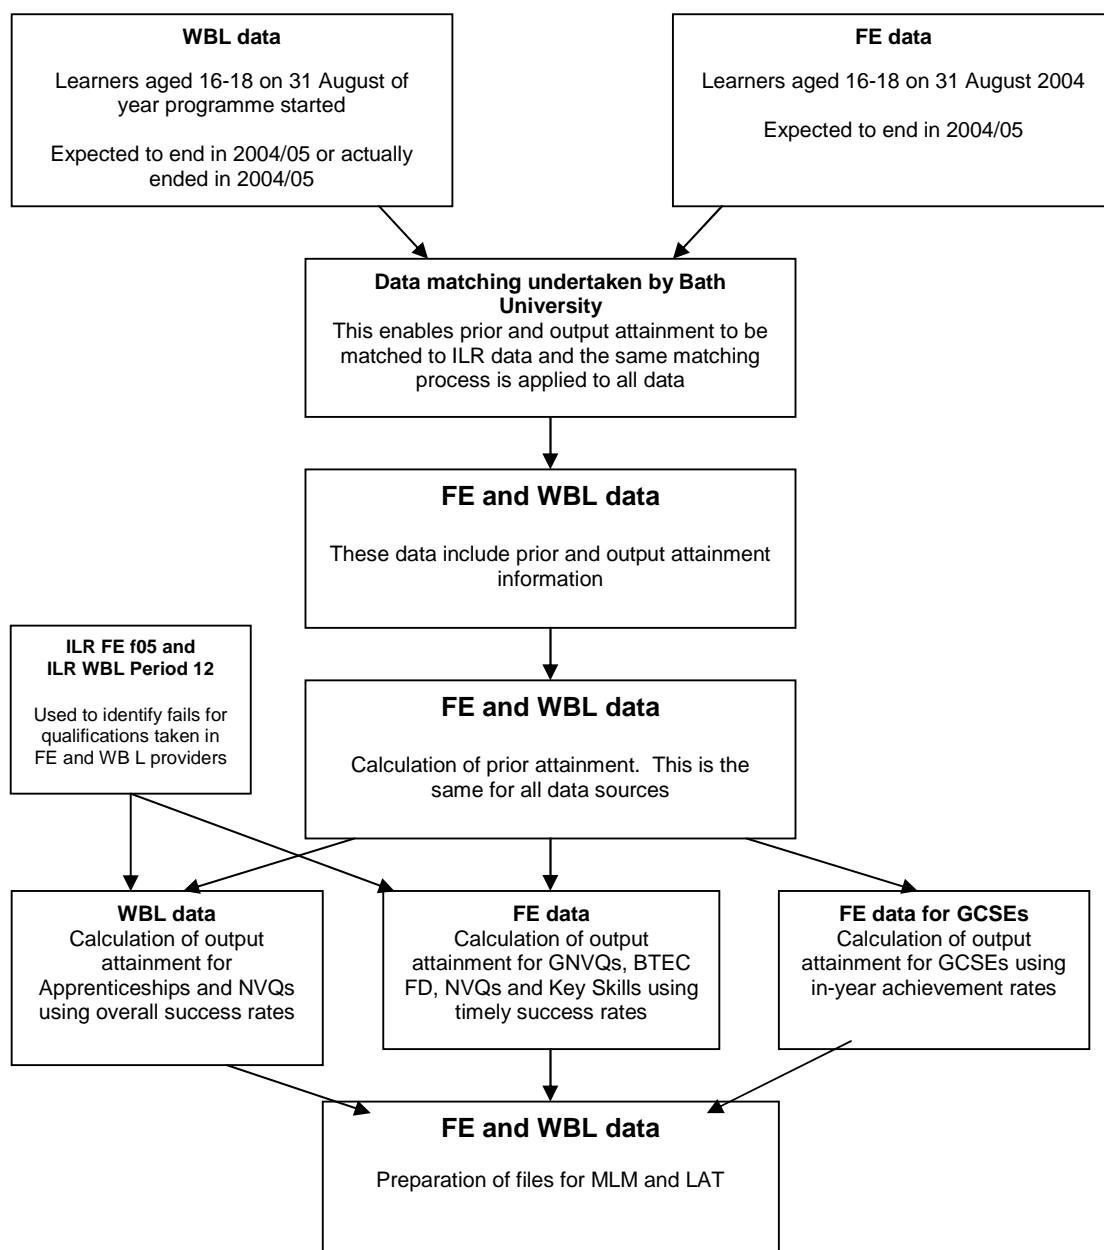 WBL data
Learners aged 16-18 on 31 August of
year programme started
Expected to end in 2004/05 or actually
ended in 2004/05
FE data
Learners aged 16-18 on 31 August 2004
Expected to end in 2004/05
Data matching undertaken by Bath
University
This enables prior and output attainment to be
matched to ILR data and the same matching
process is applied to all data
FE and WBL data
These data include prior and output attainment
information
ILR FE f05 and
ILR WBL Period 12
Used to identify fails for
qualifications taken in
FE and WB L providers
FE and WBL data
Calculation of prior attainment.  This is the
same for all data sources
WBL data
Calculation of output
attainment for
Apprenticeships and NVQs
using overall success rates
FE data
Calculation of output
attainment for GNVQs, BTEC
FD, NVQs and Key Skills using
timely success rates
FE data for GCSEs
Calculation of output
attainment for GCSEs using
in-year achievement rates
FE and WBL data
Preparation of files for MLM and LAT